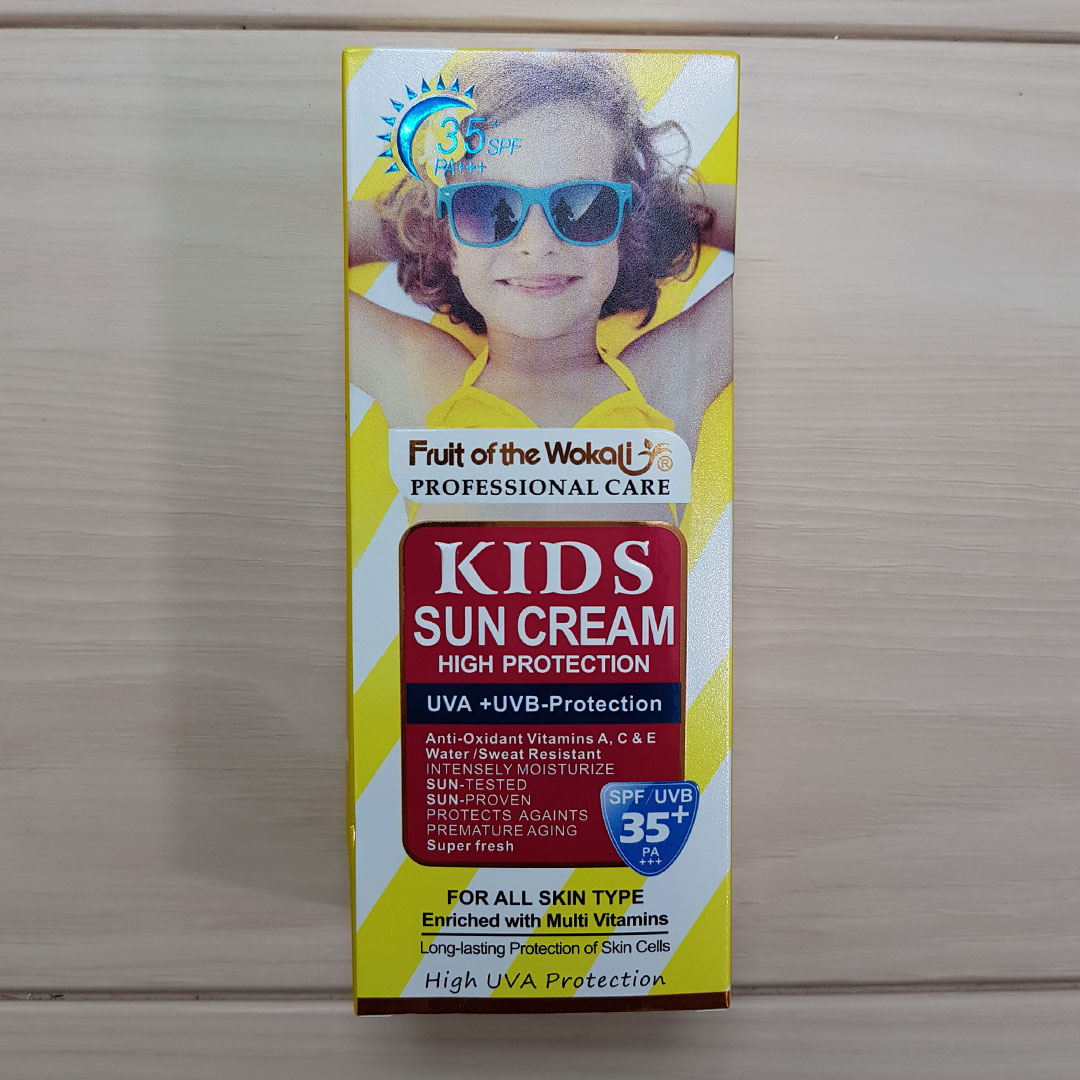 35+ SPF
PA+++
Fruit of the Wokali ®
PROFESSIONAL CARE
KIDS
SUN CREAM
HIGH PROTECTION
UVA +UVB-Protection
Anti-Oxidant Vitamins A, C & E
Water /Sweat Resistant
INTENSELY MOISTURIZE
SUN-TESTED
SUN-PROVEN
PROTECTS AGAINTS
PREMATURE AGING
Super fresh
SPF/UVB
35+
PA
+++
FOR ALL SKIN TYPE
Enriched with Multi Vitamins
Long-lasting Protection of Skin Cells
High UVA Protection